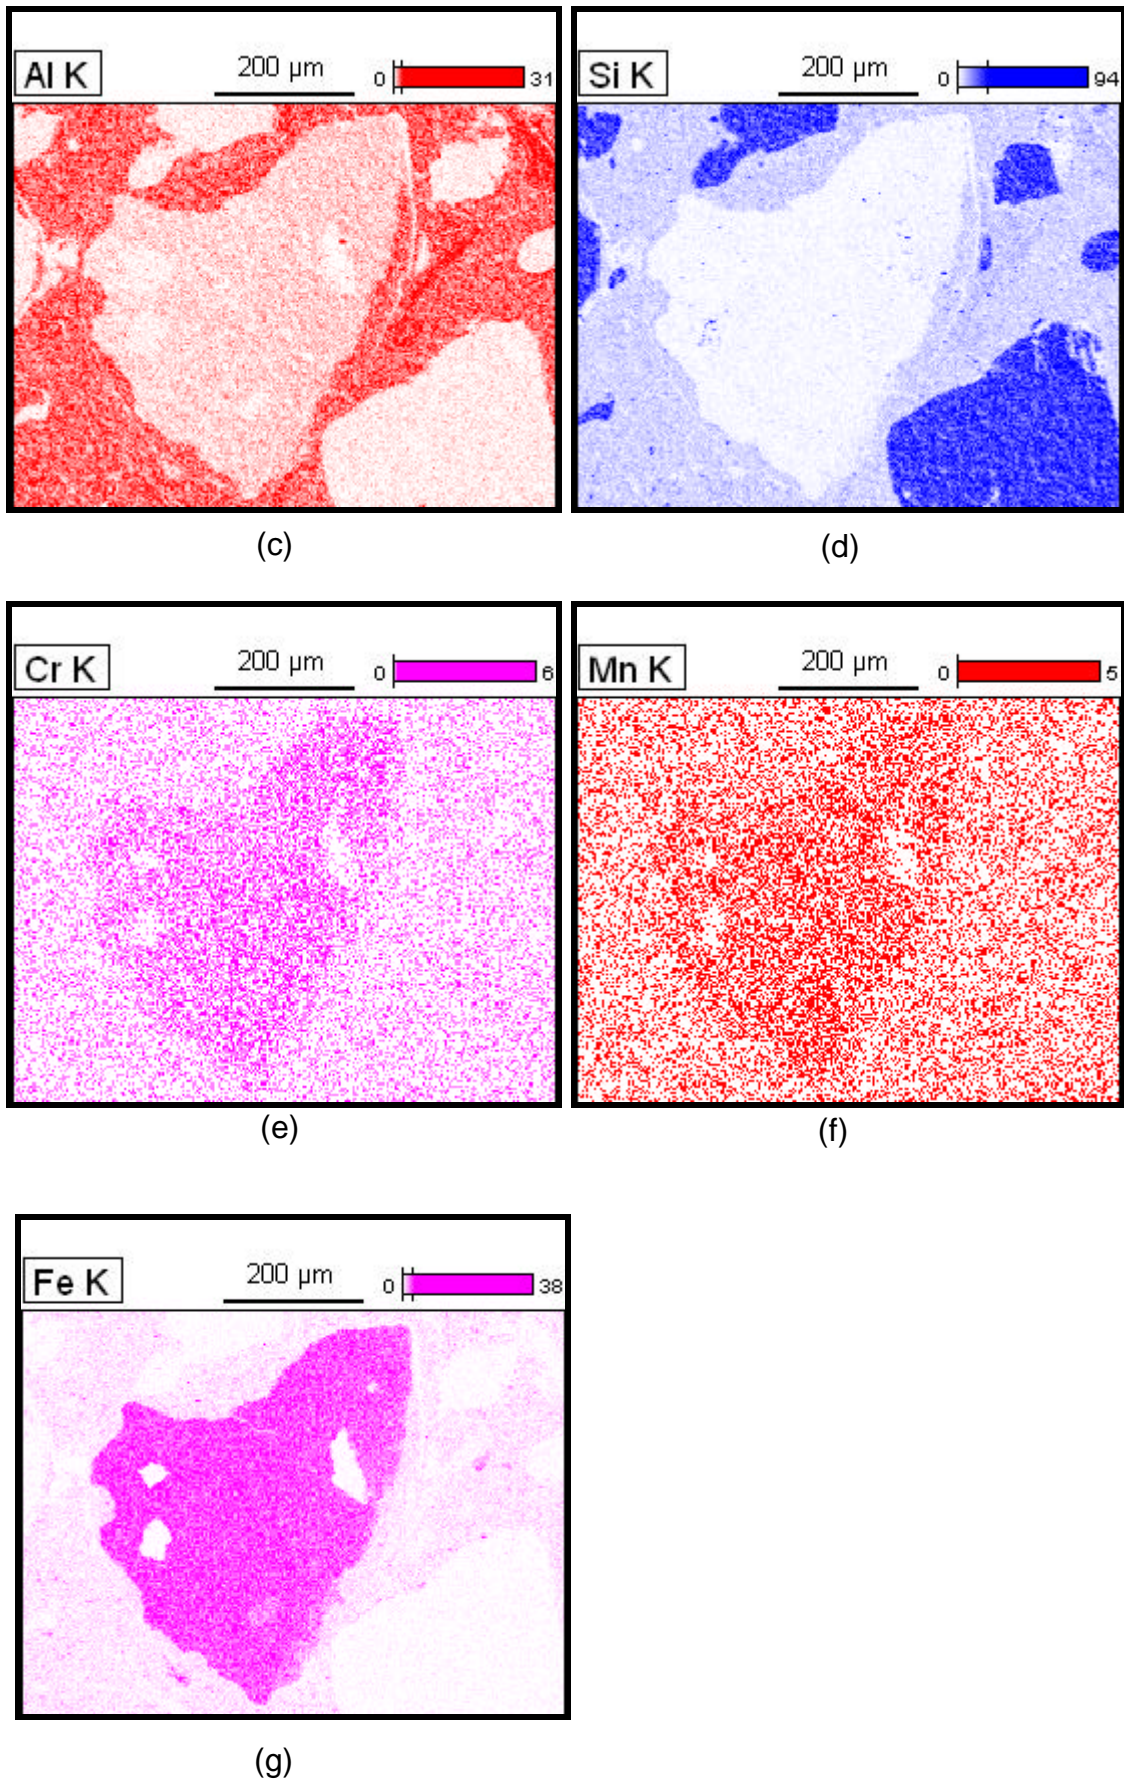 Al K 200 µm 0 31
Si K 200 µm 0 94
(c)
(d)
Cr K 200 µm 0 6
Mn K 200 µm 0 5
(e)
(f)
Fe K 200 µm 0 38
(g)